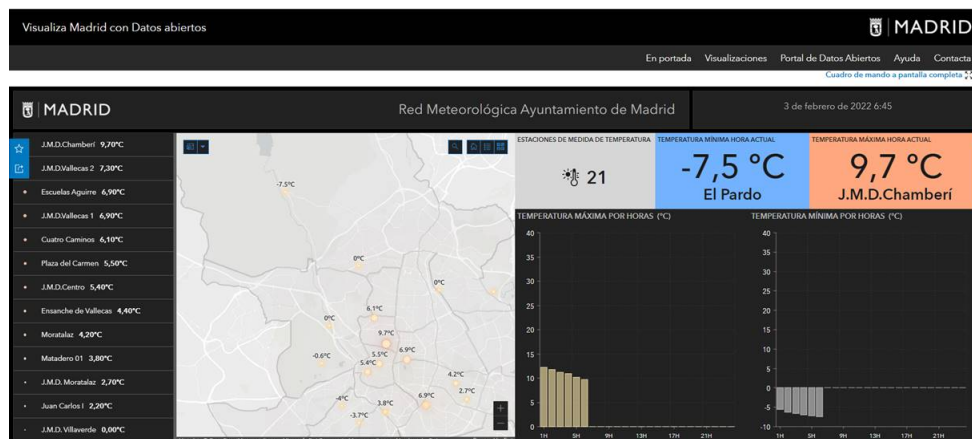 Visualiza Madrid con Datos abiertos
MADRID
En portada Visualizaciones Portal de Datos Abiertos Ayuda Contacta
Cuadro de mando a pantalla completa
MADRID
Red Meteorológica Ayuntamiento de Madrid
3 de febrero de 2022 6:45
J.M.D.Chamberí 9,70°C
J.M.D.Vallecas 2 7,30°C
Escuelas Aguirre 6,90°C
J.M.D.Vallecas 1 6,90°C
Cuatro Caminos 6,10°C
Plaza del Carmen 5,50°C
J.M.D.Centro 5,40°C
Ensanche de Vallecas 4,40°C
Moratalaz 4,20°C
Matadero 01 3,80°C
J.M.D. Moratalaz 2,70°C
Juan Carlos I 2,20°C
J.M.D. Villaverde 0,00°C
-7.5°C
0°C
0°C
6.1°C
0°C
9.7°C
6.9°C
5.5°C
-0.6°C
5.4°C
4.2°C
2.7°C
6.9°C
-4°C
3.8°C
-3.7°C
+
−
ESTACIONES DE MEDIDA DE TEMPERATURA
21
TEMPERATURA MÍNIMA HORA ACTUAL
-7,5 °C
El Pardo
TEMPERATURA MÁXIMA HORA ACTUAL
9,7 °C
J.M.D.Chamberí
TEMPERATURA MÁXIMA POR HORAS (°C)
40
35
30
25
20
15
10
5
0
1H 5H 9H 13H 17H 21H
TEMPERATURA MÍNIMA POR HORAS (°C)
40
35
30
25
20
15
10
5
0
-5
-10
1H 5H 9H 13H 17H 21H